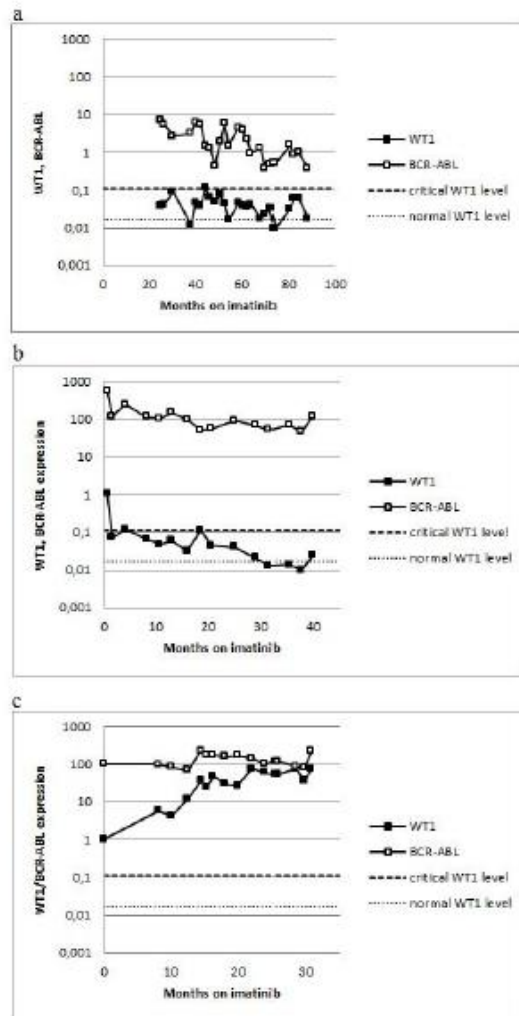 a
1000
100
10
1
0,1
0,01
0,001
WT1, BCR-ABL
0 20 40 60 80 100
Months on imatinib
WT1
BCR-ABL
critical WT1 level
normal WT1 level
b
1000
100
10
1
0,1
0,01
0,001
WT1, BCR-ABL expression
0 10 20 30 40
Months on imatinib
WT1
BCR-ABL
critical WT1 level
normal WT1 level
c
1000
100
10
1
0,1
0,01
0,001
WT1/BCR-ABL expression
0 10 20 30
Months on imatinib
WT1
BCR-ABL
critical WT1 level
normal WT1 level